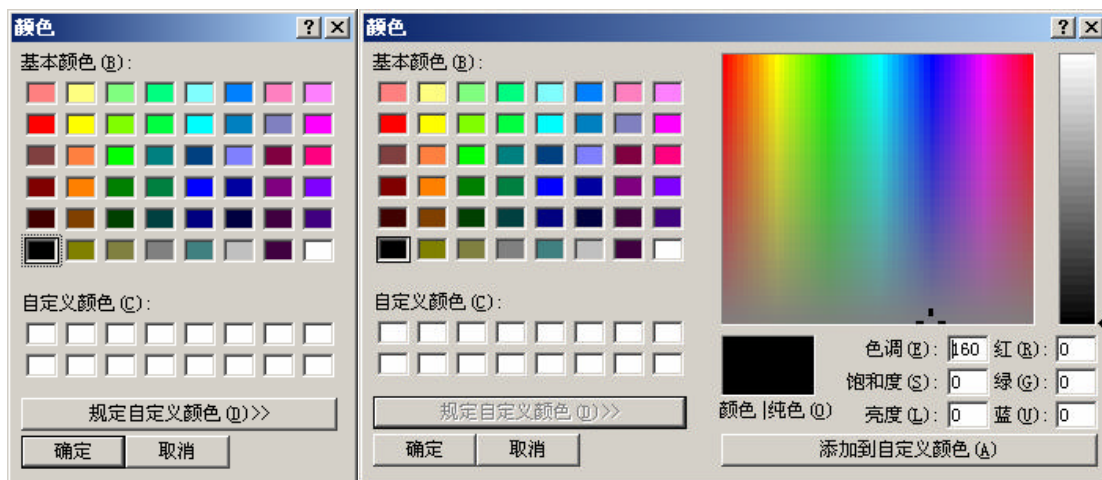 颜色
基本颜色(B):
自定义颜色(C):
规定自定义颜色(D)>>
确定 取消
颜色
基本颜色(B):
自定义颜色(C):
规定自定义颜色(D)>>
确定 取消
颜色|纯色(O)
色调(E): 160 红(R): 0
饱和度(S): 0 绿(G): 0
亮度(L): 0 蓝(U): 0
添加到自定义颜色(A)